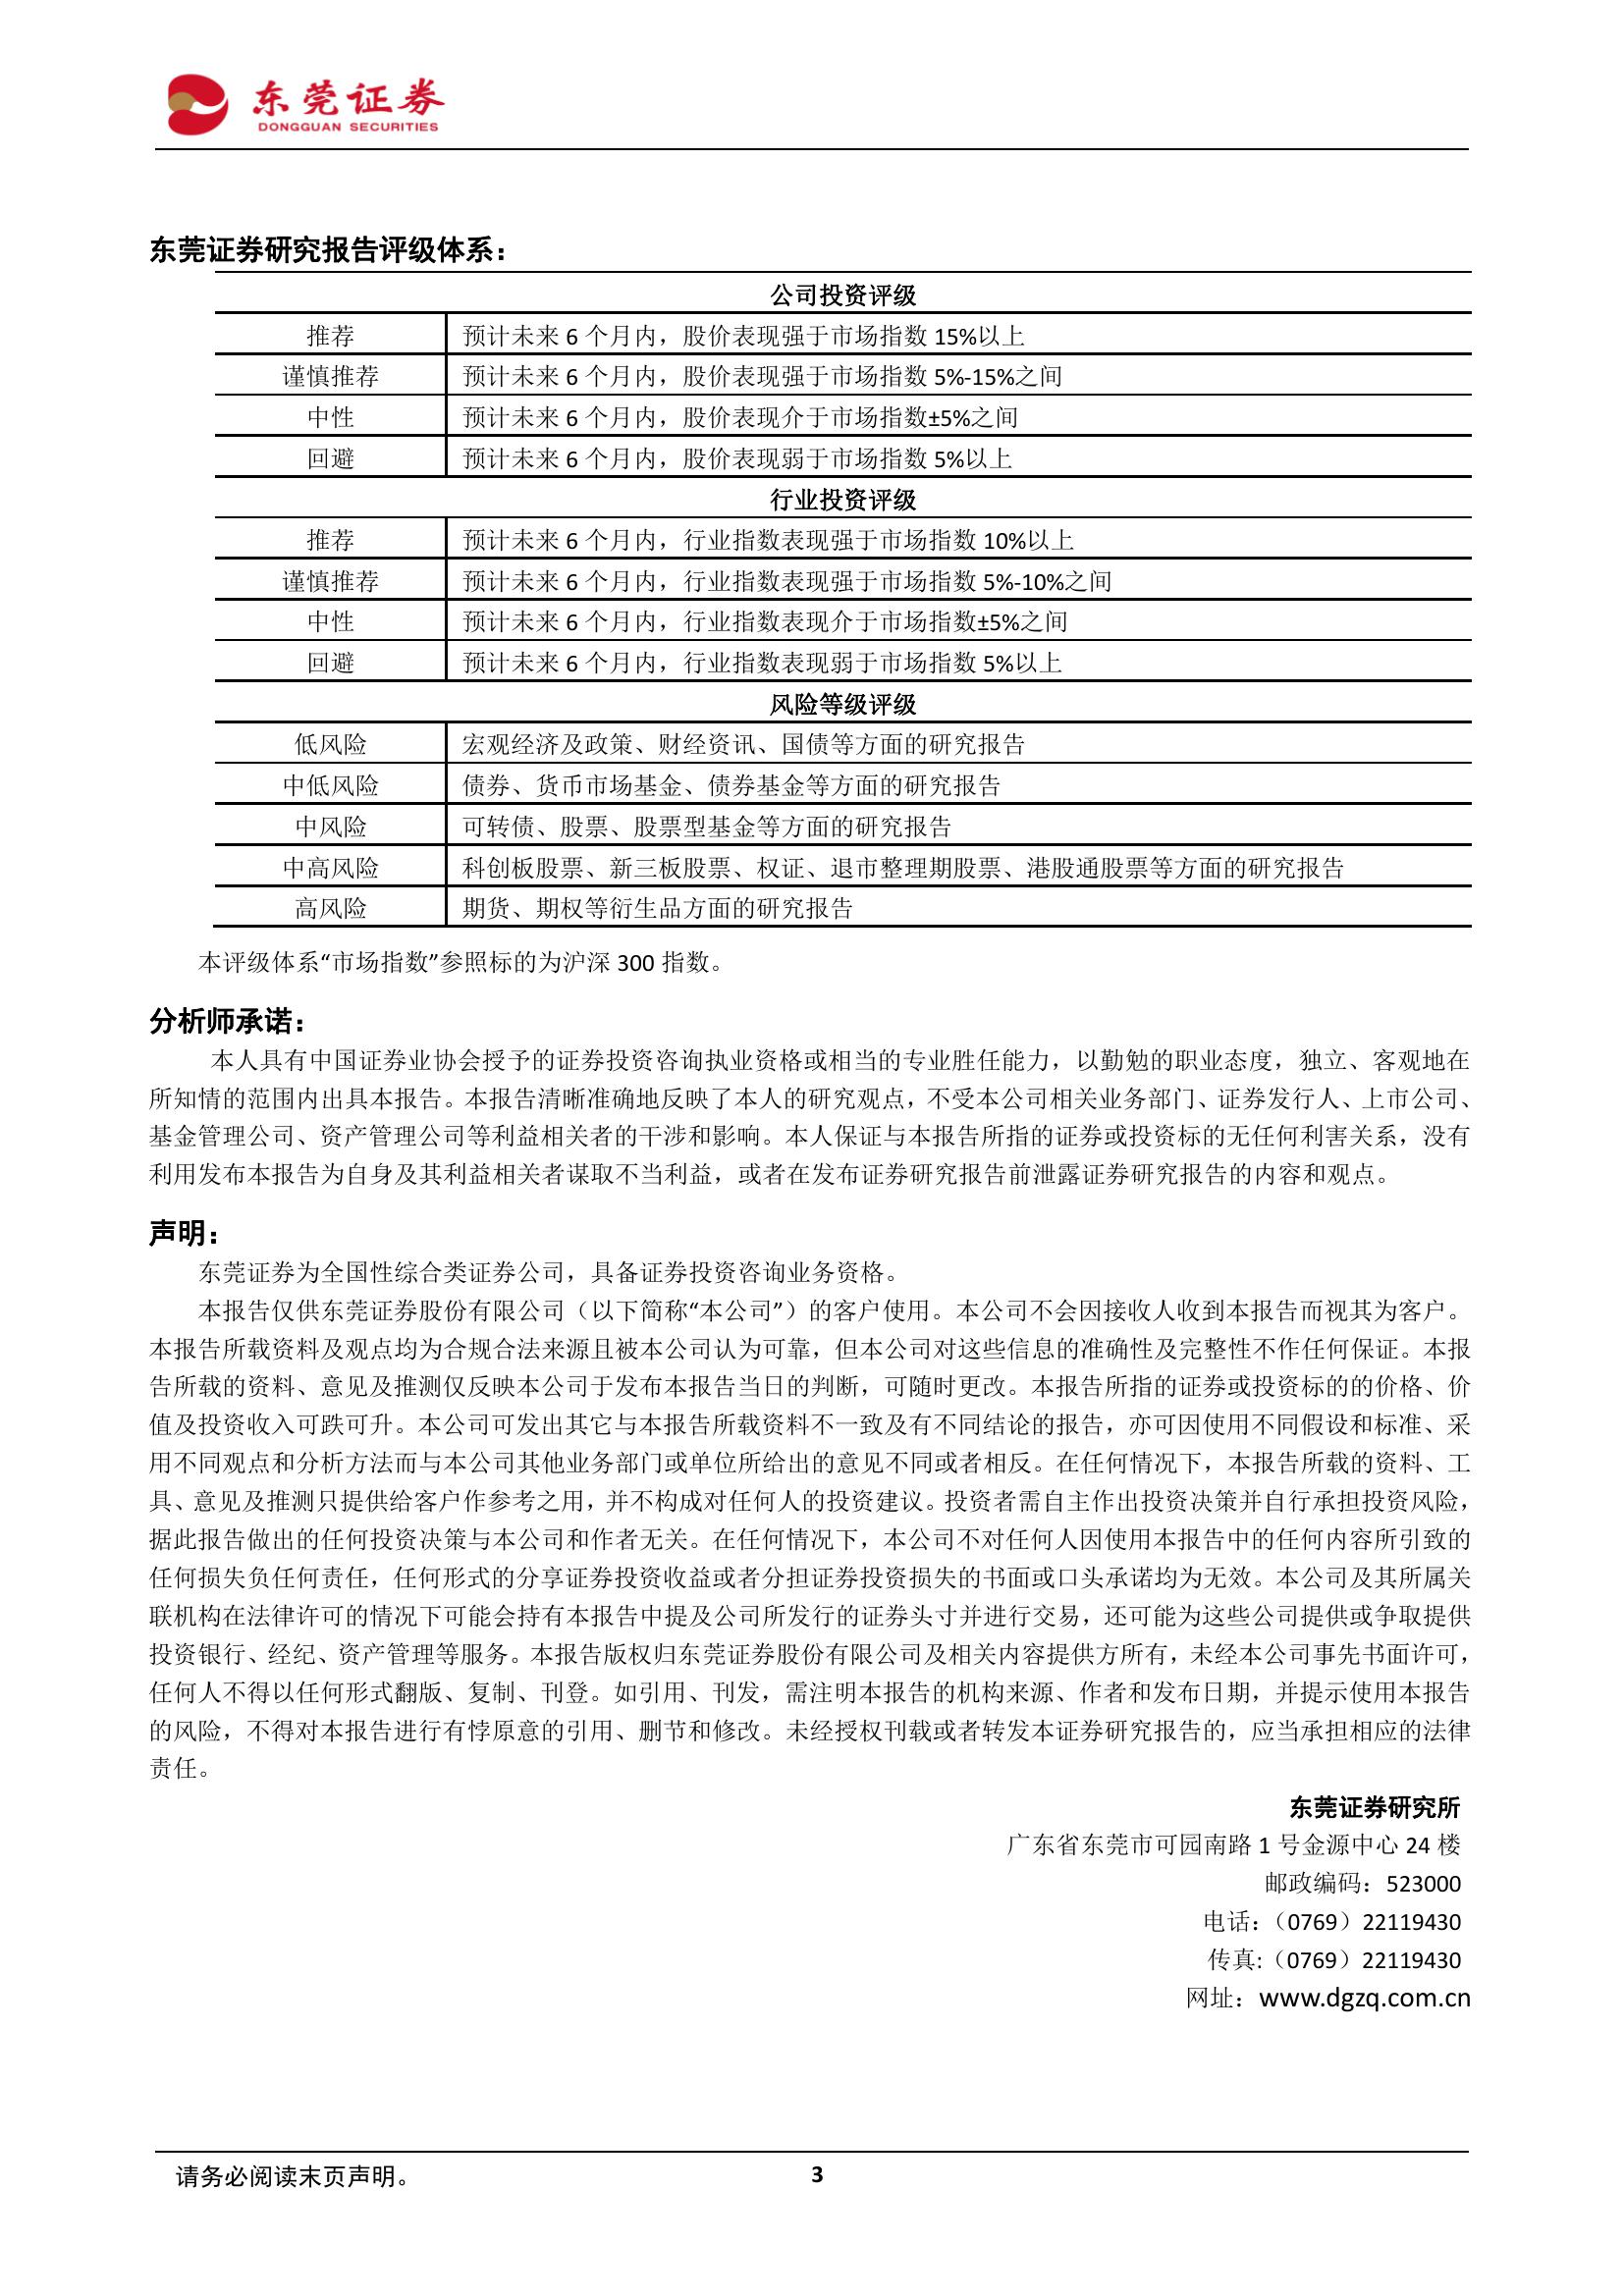 东莞证券
DONGGUAN SECURITIES
东莞证券研究报告评级体系：
公司投资评级
推荐 预计未来 6 个月内，股价表现强于市场指数 15%以上
谨慎推荐 预计未来 6 个月内，股价表现强于市场指数 5%-15%之间
中性 预计未来 6 个月内，股价表现介于市场指数±5%之间
回避 预计未来 6 个月内，股价表现弱于市场指数 5%以上
行业投资评级
推荐 预计未来 6 个月内，行业指数表现强于市场指数 10%以上
谨慎推荐 预计未来 6 个月内，行业指数表现强于市场指数 5%-10%之间
中性 预计未来 6 个月内，行业指数表现介于市场指数±5%之间
回避 预计未来 6 个月内，行业指数表现弱于市场指数 5%以上
风险等级评级
低风险 宏观经济及政策、财经资讯、国债等方面的研究报告
中低风险 债券、货币市场基金、债券基金等方面的研究报告
中风险 可转债、股票、股票型基金等方面的研究报告
中高风险 科创板股票、新三板股票、权证、退市整理期股票、港股通股票等方面的研究报告
高风险 期货、期权等衍生品方面的研究报告
本评级体系“市场指数”参照标的为沪深 300 指数。
分析师承诺：
本人具有中国证券业协会授予的证券投资咨询执业资格或相当的专业胜任能力，以勤勉的职业态度，独立、客观地在
所知情的范围内出具本报告。本报告清晰准确地反映了本人的研究观点，不受本公司相关业务部门、证券发行人、上市公司、
基金管理公司、资产管理公司等利益相关者的干涉和影响。本人保证与本报告所指的证券或投资标的无任何利害关系，没有
利用发布本报告为自身及其利益相关者谋取不当利益，或者在发布证券研究报告前泄露证券研究报告的内容和观点。
声明：
东莞证券为全国性综合类证券公司，具备证券投资咨询业务资格。
本报告仅供东莞证券股份有限公司（以下简称“本公司”）的客户使用。本公司不会因接收人收到本报告而视其为客户。
本报告所载资料及观点均为合规合法来源且被本公司认为可靠，但本公司对这些信息的准确性及完整性不作任何保证。本报
告所载的资料、意见及推测仅反映本公司于发布本报告当日的判断，可随时更改。本报告所指的证券或投资标的的价格、价
值及投资收入可跌可升。本公司可发出其它与本报告所载资料不一致及有不同结论的报告，亦可因使用不同假设和标准、采
用不同观点和分析方法而与本公司其他业务部门或单位所给出的意见不同或者相反。在任何情况下，本报告所载的资料、工
具、意见及推测只提供给客户作参考之用，并不构成对任何人的投资建议。投资者需自主作出投资决策并自行承担投资风险，
据此报告做出的任何投资决策与本公司和作者无关。在任何情况下，本公司不对任何人因使用本报告中的任何内容所引致的
任何损失负任何责任，任何形式的分享证券投资收益或者分担证券投资损失的书面或口头承诺均为无效。本公司及其所属关
联机构在法律许可的情况下可能会持有本报告中提及公司所发行的证券头寸并进行交易，还可能为这些公司提供或争取提供
投资银行、经纪、资产管理等服务。本报告版权归东莞证券股份有限公司及相关内容提供方所有，未经本公司事先书面许可，
任何人不得以任何形式翻版、复制、刊登。如引用、刊发，需注明本报告的机构来源、作者和发布日期，并提示使用本报告
的风险，不得对本报告进行有悖原意的引用、删节和修改。未经授权刊载或者转发本证券研究报告的，应当承担相应的法律
责任。
东莞证券研究所
广东省东莞市可园南路 1 号金源中心 24 楼
邮政编码：523000
电话：（0769）22119430
传真:（0769）22119430
网址：www.dgzq.com.cn
请务必阅读末页声明。
3